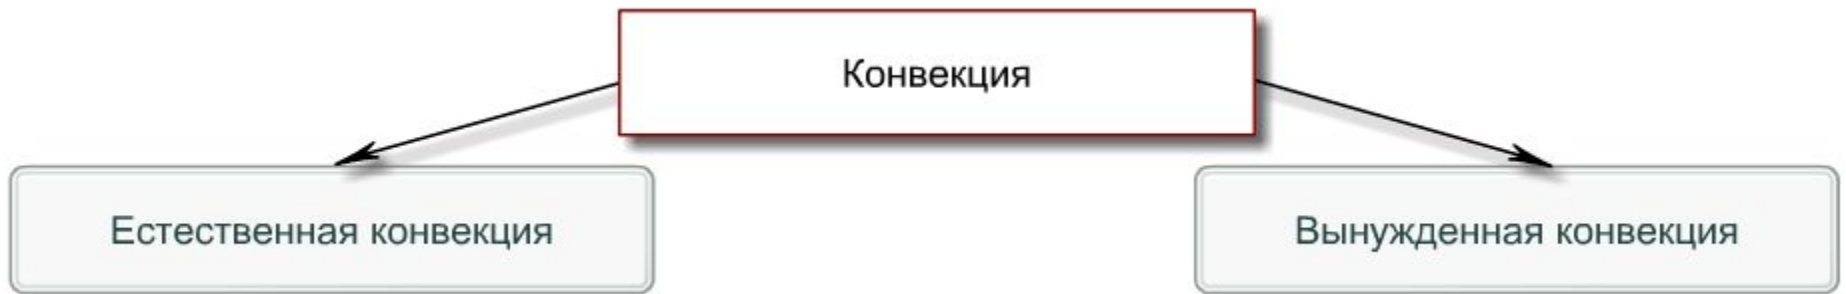 Конвекция
Естественная конвекция
Вынужденная конвекция